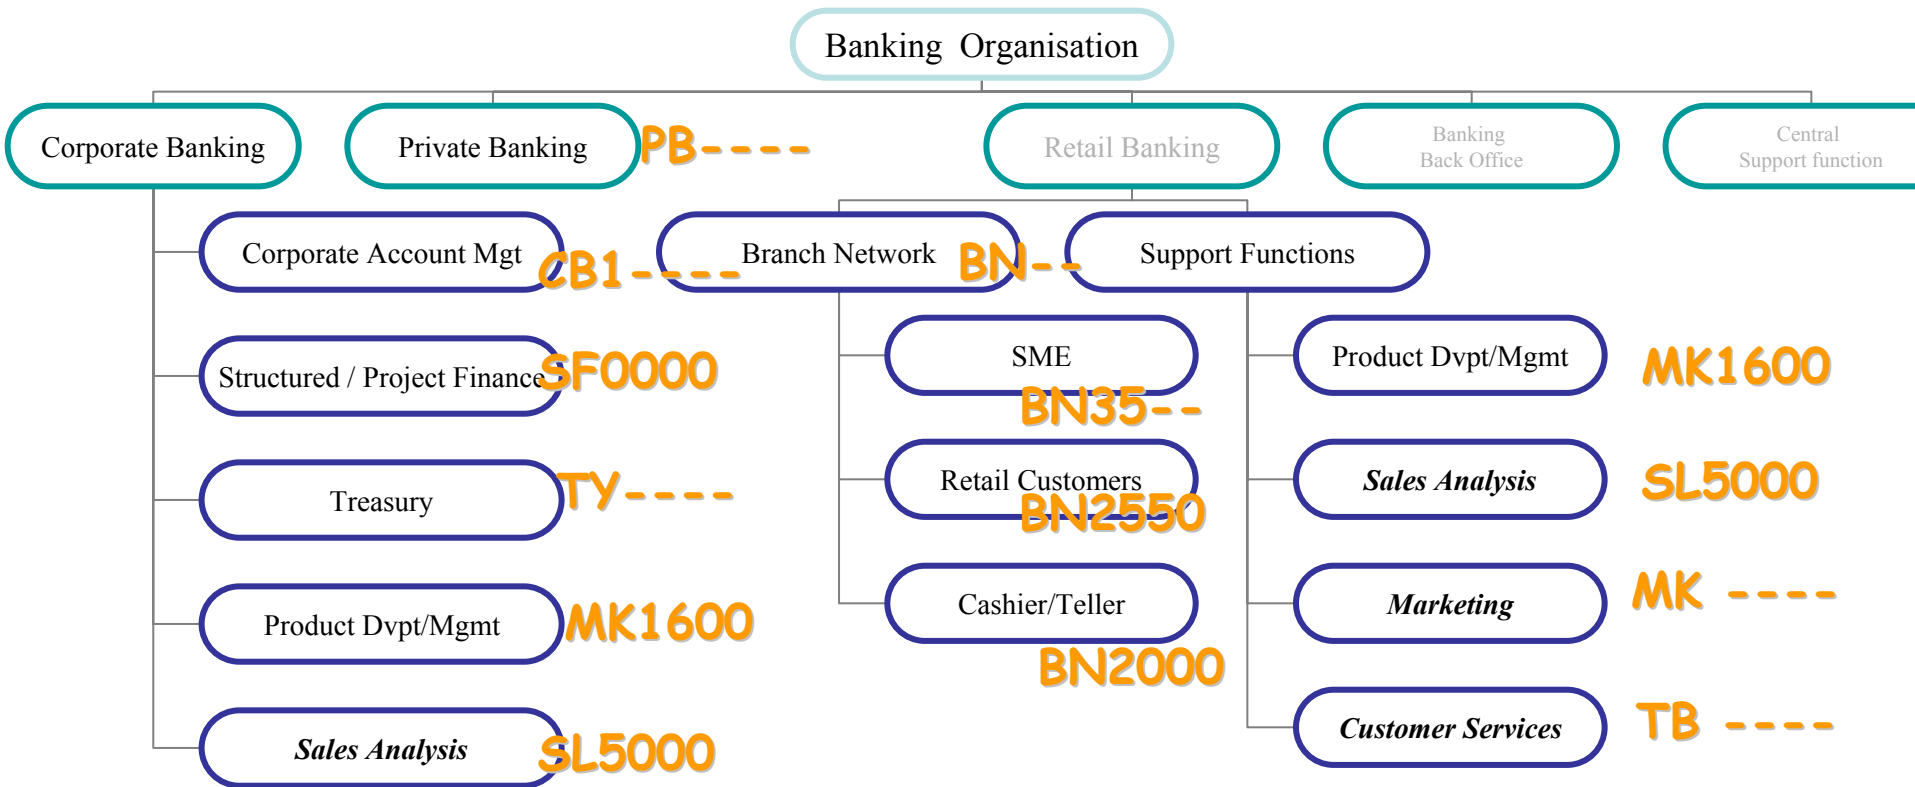 Banking Organisation
Corporate Banking
Private Banking
PB----
Retail Banking
Banking
Back Office
Central
Support function
Corporate Account Mgt
CB1----
Branch Network
BN--
Support Functions
Structured / Project Finance
SF0000
SME
BN35--
Product Dvpt/Mgmt
MK1600
Treasury
TY----
Retail Customers
BN2550
Sales Analysis
SL5000
Product Dvpt/Mgmt
MK1600
Cashier/Teller
BN2000
Marketing
MK ----
Sales Analysis
SL5000
Customer Services
TB ----